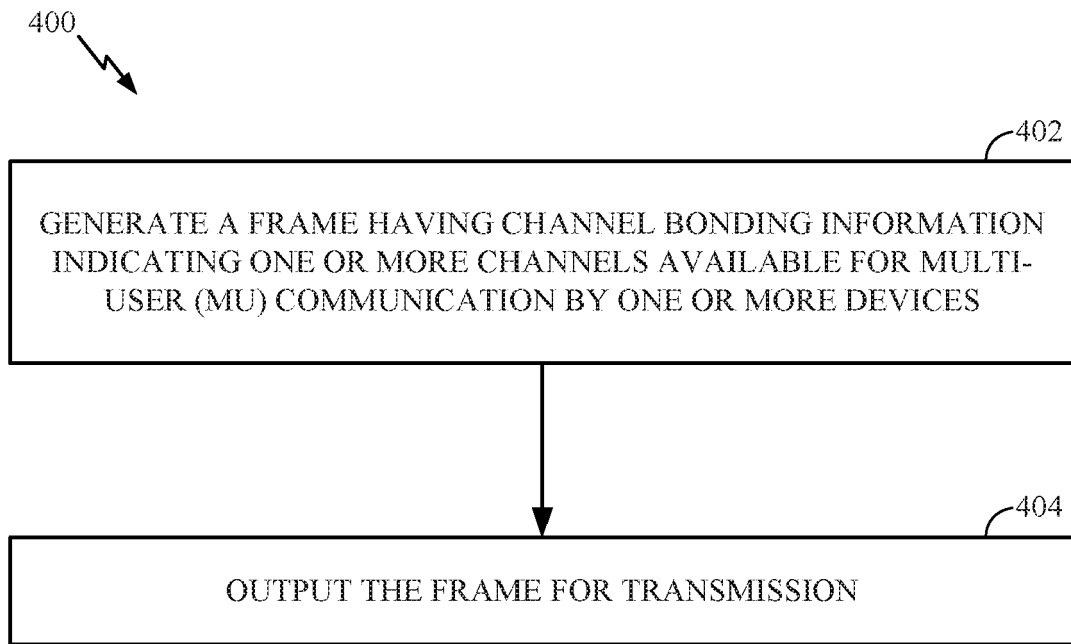 400
402
GENERATE A FRAME HAVING CHANNEL BONDING INFORMATION
INDICATING ONE OR MORE CHANNELS AVAILABLE FOR MULTI-
USER (MU) COMMUNICATION BY ONE OR MORE DEVICES
404
OUTPUT THE FRAME FOR TRANSMISSION